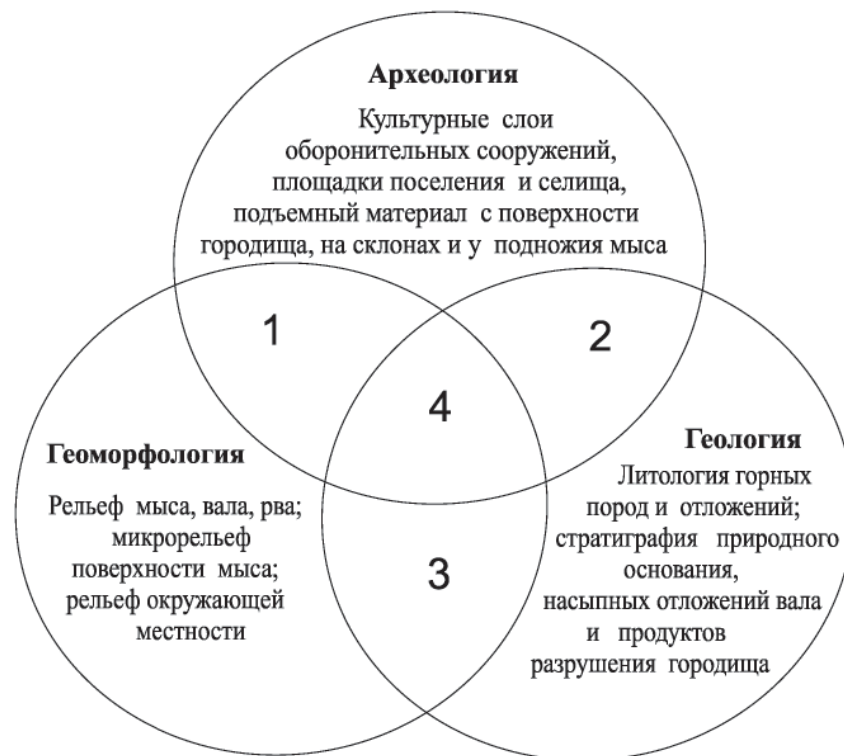 Археология
Культурные слои
оборонительных сооружений,
площадки поселения и селища,
подъемный материал с поверхности
городища, на склонах и у подножия мыса
1
2
4
Геоморфология
Рельеф мыса, вала, рва;
микрорельеф
поверхности мыса;
рельеф окружающей
местности
3
Геология
Литология горных
пород и отложений;
стратиграфия природного
основания,
насыпных отложений вала
и продуктов
разрушения городища